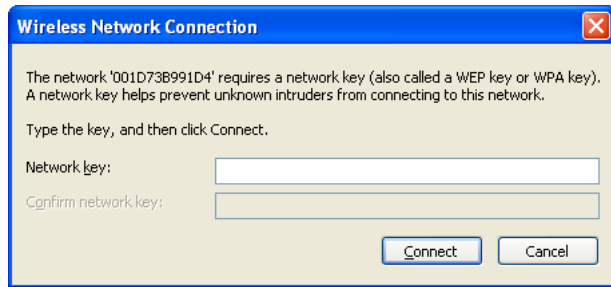 Wireless Network Connection
The network '001D73B991D4' requires a network key (also called a WEP key or WPA key).
A network key helps prevent unknown intruders from connecting to this network.
Type the key, and then click Connect.
Network key:
Confirm network key:
Connect Cancel